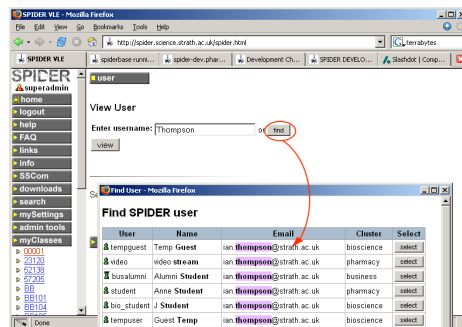 SPIDER VLE - Mozilla Firefox
File Edit View Go Bookmarks Tools Help
http://spider.science.strath.ac.uk/spider.html
terrabytes
SPIDER VLE spiderbase runni... spider-dev.phar... Development Ch... SPIDER DEVELO... Slashdot | Comp...
SPIDER
superadmin
home
logout
help
FAQ
links
info
SSCom
downloads
search
mySettings
admin tools
myClasses
00001
23120
52138
57205
BB
BB101
BB104
user
View User
Enter username: Thompson or find
view
Find User - Mozilla Firefox
Find SPIDER user
User Name Email Cluster Select
tempguest Temp Guest ian.thompson@strath.ac.uk bioscience select
video video stream ian.thompson@strath.ac.uk pharmacy select
busalumni Alumni Student ian.thompson@strath.ac.uk business select
student Anne Student ian.thompson@strath.ac.uk pharmacy select
bio_student J Student ian.thompson@strath.ac.uk bioscience select
tempuser Guest Temp ian.thompson@strath.ac.uk bioscience select
Done